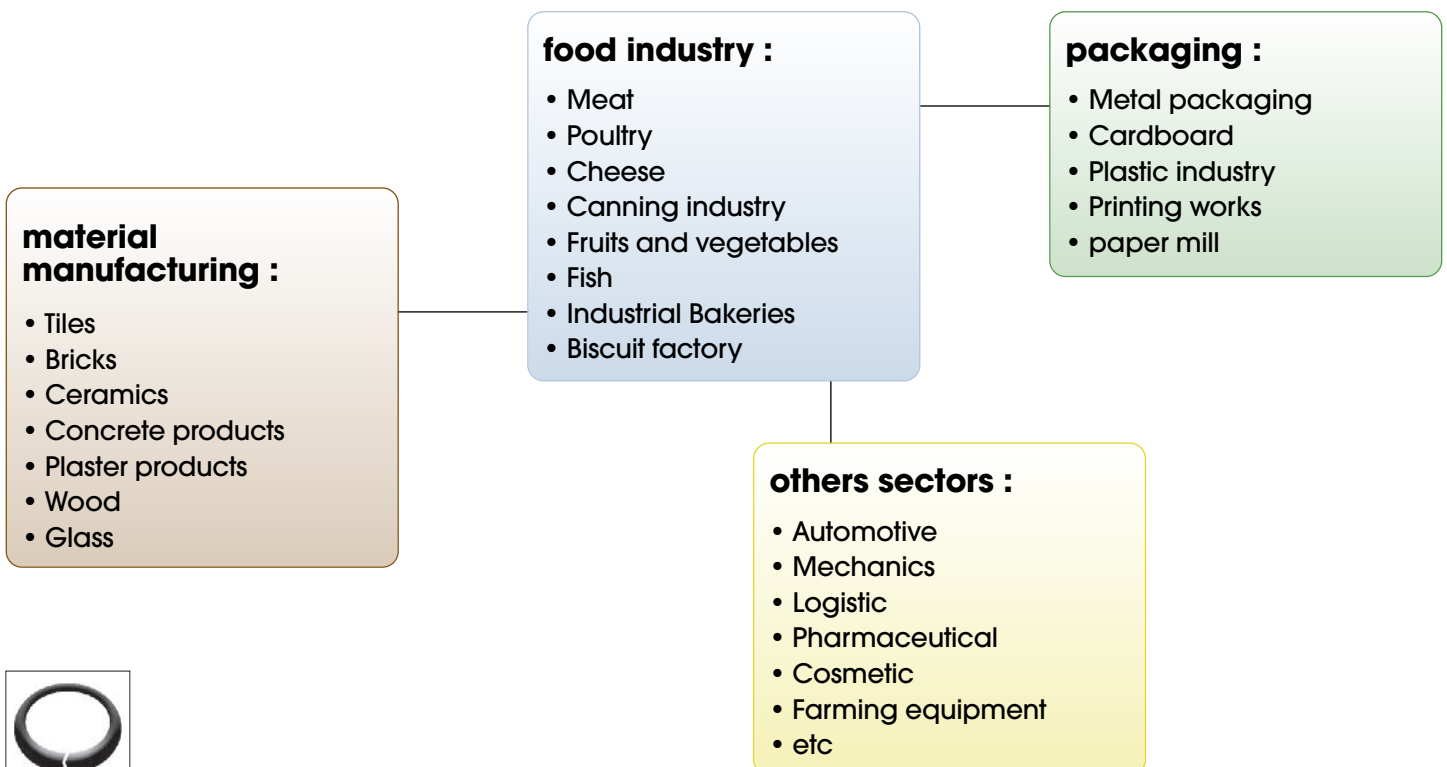 food industry :
• Meat
• Poultry
• Cheese
• Canning industry
• Fruits and vegetables
• Fish
• Industrial Bakeries
• Biscuit factory
packaging :
• Metal packaging
• Cardboard
• Plastic industry
• Printing works
• paper mill
material
manufacturing :
• Tiles
• Bricks
• Ceramics
• Concrete products
• Plaster products
• Wood
• Glass
others sectors :
• Automotive
• Mechanics
• Logistic
• Pharmaceutical
• Cosmetic
• Farming equipment
• etc